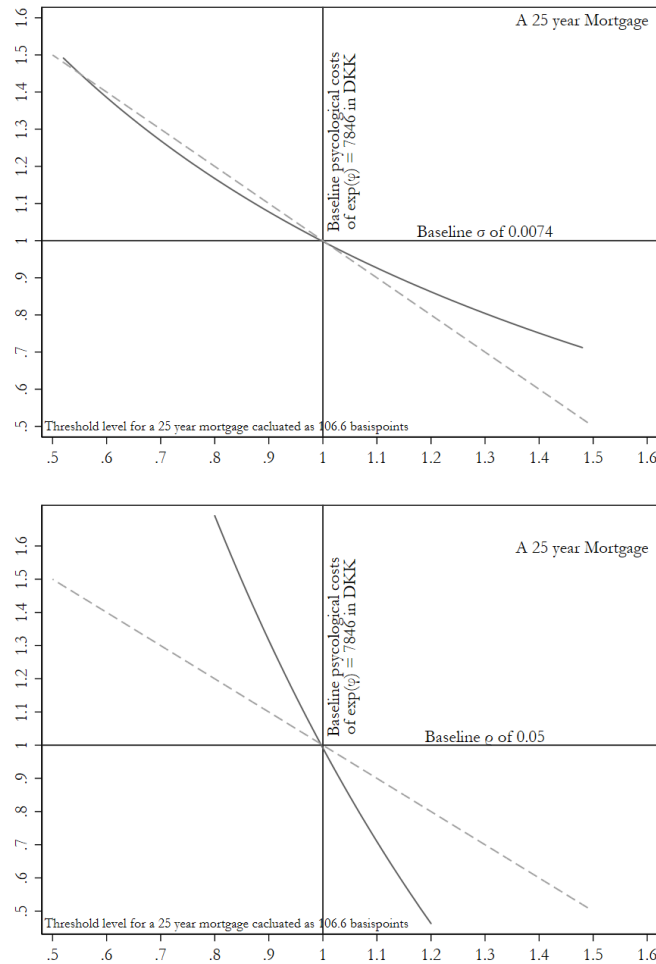 A 25 year Mortgage
1.6
1.5
1.4
1.3
1.2
1.1
1
.9
.8
.7
.6
.5
Baseline psycological costs
of exp(φ) = 7846 in DKK
Baseline σ of 0.0074
Threshold level for a 25 year mortgage cacluated as 106.6 basispoints
.5 .6 .7 .8 .9 1 1.1 1.2 1.3 1.4 1.5 1.6
A 25 year Mortgage
1.6
1.5
1.4
1.3
1.2
1.1
1
.9
.8
.7
.6
.5
Baseline psycological costs
of exp(φ) = 7846 in DKK
Baseline ρ of 0.05
Threshold level for a 25 year mortgage cacluated as 106.6 basispoints
.5 .6 .7 .8 .9 1 1.1 1.2 1.3 1.4 1.5 1.6